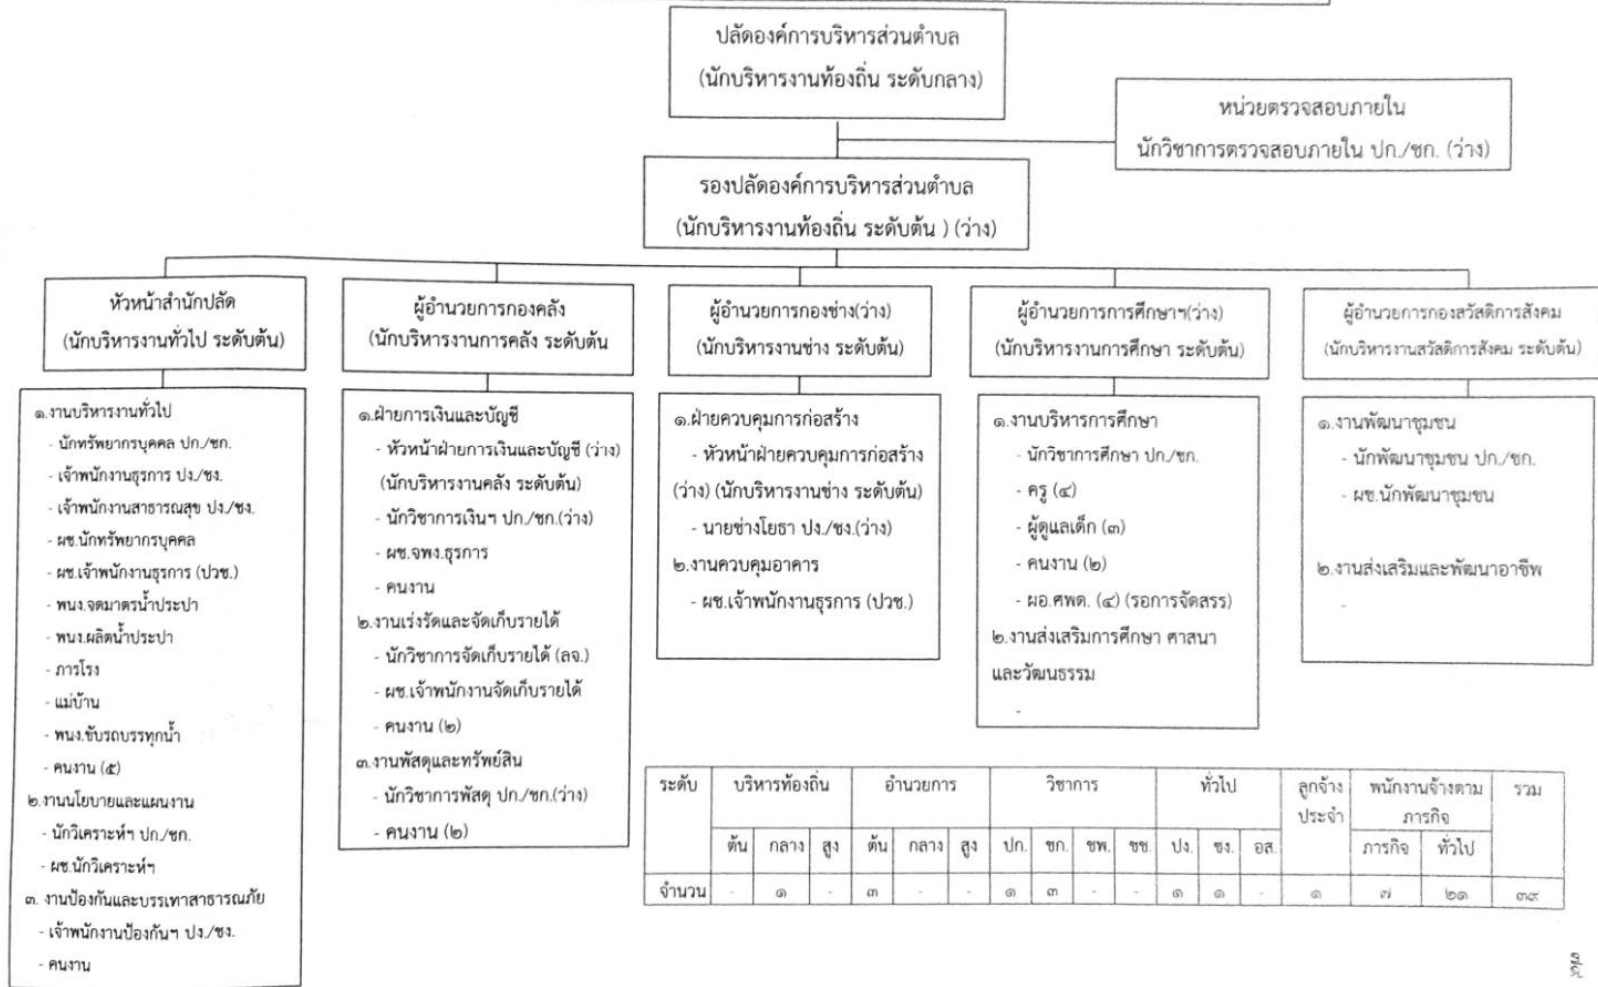 ปลัดองค์การบริหารส่วนตำบล
(นักบริหารงานท้องถิ่น ระดับกลาง)
หน่วยตรวจสอบภายใน
นักวิชาการตรวจสอบภายใน ปก./ชก. (ว่าง)
รองปลัดองค์การบริหารส่วนตำบล
(นักบริหารงานท้องถิ่น ระดับต้น ) (ว่าง)
หัวหน้าสำนักปลัด
(นักบริหารงานทั่วไป ระดับต้น)
ผู้อำนวยการกองคลัง
(นักบริหารงานการคลัง ระดับต้น
ผู้อำนวยการกองช่าง(ว่าง)
(นักบริหารงานช่าง ระดับต้น)
ผู้อำนวยการการศึกษาฯ(ว่าง)
(นักบริหารงานการศึกษา ระดับต้น)
ผู้อำนวยการกองสวัสดิการสังคม
(นักบริหารงานสวัสดิการสังคม ระดับต้น)
๑.งานบริหารงานทั่วไป
- นักทรัพยากรบุคคล ปก./ชก.
- เจ้าพนักงานธุรการ ปง./ชง.
- เจ้าพนักงานสาธารณสุข ปง./ชง.
- ผช.นักทรัพยากรบุคคล
- ผช.เจ้าพนักงานธุรการ (ปวช.)
- พนง.จดมาตรน้ำประปา
- พนง.ผลิตน้ำประปา
- ภารโรง
- แม่บ้าน
- พนง.ขับรถบรรทุกน้ำ
- คนงาน (๕)
๒.งานนโยบายและแผนงาน
- นักวิเคราะห์ฯ ปก./ชก.
- ผช.นักวิเคราะห์ฯ
๓. งานป้องกันและบรรเทาสาธารณภัย
- เจ้าพนักงานป้องกันฯ ปง./ชง.
- คนงาน
๑.ฝ่ายการเงินและบัญชี
- หัวหน้าฝ่ายการเงินและบัญชี (ว่าง)
(นักบริหารงานคลัง ระดับต้น)
- นักวิชาการเงินฯ ปก./ชก.(ว่าง)
- ผช.จพง.ธุรการ
- คนงาน
๒.งานเร่งรัดและจัดเก็บรายได้
- นักวิชาการจัดเก็บรายได้ (ลจ.)
- ผช.เจ้าพนักงานจัดเก็บรายได้
- คนงาน (๒)
๓.งานพัสดุและทรัพย์สิน
- นักวิชาการพัสดุ ปก./ชก.(ว่าง)
- คนงาน (๒)
๑.ฝ่ายควบคุมการก่อสร้าง
- หัวหน้าฝ่ายควบคุมการก่อสร้าง
(ว่าง) (นักบริหารงานช่าง ระดับต้น)
- นายช่างโยธา ปง./ชง.(ว่าง)
๒.งานควบคุมอาคาร
- ผช.เจ้าพนักงานธุรการ (ปวช.)
๑.งานบริหารการศึกษา
- นักวิชาการศึกษา ปก./ชก.
- ครู (๔)
- ผู้ดูแลเด็ก (๓)
- คนงาน (๒)
- ผอ.ศพด. (๔) (รอการจัดสรร)
๒.งานส่งเสริมการศึกษา ศาสนา
และวัฒนธรรม
-
๑.งานพัฒนาชุมชน
- นักพัฒนาชุมชน ปก./ชก.
- ผช.นักพัฒนาชุมชน
๒.งานส่งเสริมและพัฒนาอาชีพ
-
ระดับ บริหารท้องถิ่น อำนวยการ วิชาการ ทั่วไป ลูกจ้าง พนักงานจ้างตาม รวม
ประจำ ภารกิจ
ต้น กลาง สูง ต้น กลาง สูง ปก. ชก. ชพ. ชช. ปง. ชง. อส. ภารกิจ ทั่วไป
จำนวน - ๑ - ๓ - - ๑ ๓ - - ๑ ๑ - ๑ ๗ ๒๑ ๓๙